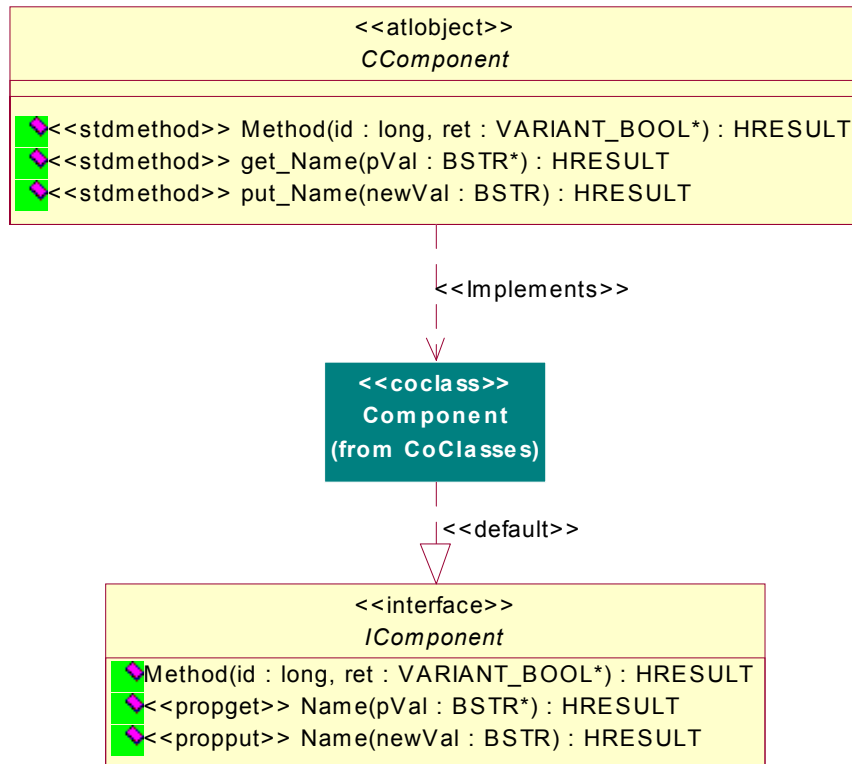 <<atlobject>>
CComponent
<<stdmethod>> Method(id : long, ret : VARIANT_BOOL*) : HRESULT
<<stdmethod>> get_Name(pVal : BSTR*) : HRESULT
<<stdmethod>> put_Name(newVal : BSTR) : HRESULT
<<Implements>>
<<coclass>>
Component
(from CoClasses)
<<default>>
<<interface>>
IComponent
Method(id : long, ret : VARIANT_BOOL*) : HRESULT
<<propget>> Name(pVal : BSTR*) : HRESULT
<<propput>> Name(newVal : BSTR) : HRESULT